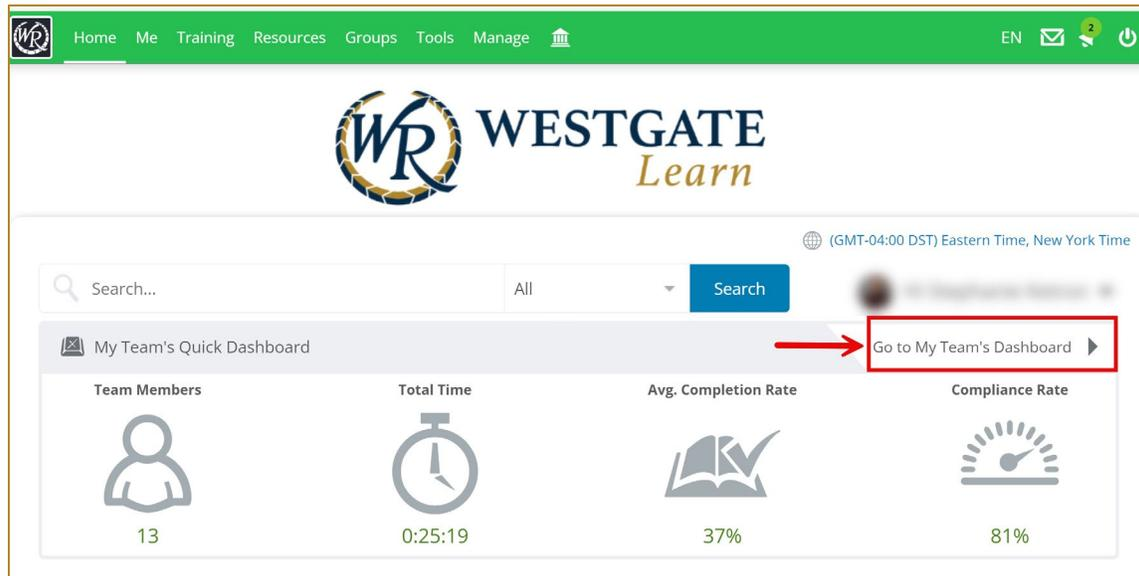 WR Home Me Training Resources Groups Tools Manage EN 2
WR WESTGATE
Learn
(GMT-04:00 DST) Eastern Time, New York Time
Search... All Search
My Team's Quick Dashboard Go to My Team's Dashboard
Team Members Total Time Avg. Completion Rate Compliance Rate
13 0:25:19 37% 81%